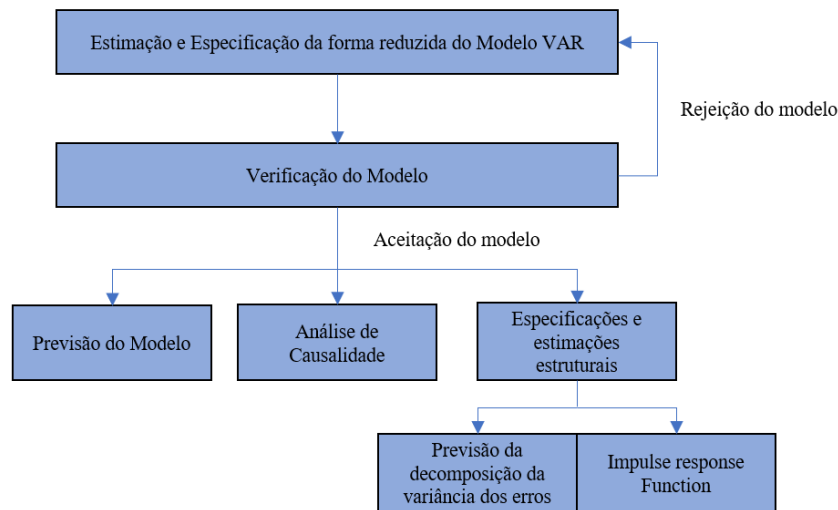 Estimação e Especificação da forma reduzida do Modelo VAR
Rejeição do modelo
Verificação do Modelo
Aceitação do modelo
Previsão do Modelo
Análise de
Causalidade
Especificações e
estimações
estruturais
Previsão da
decomposição da
variância dos erros
Impulse response
Function